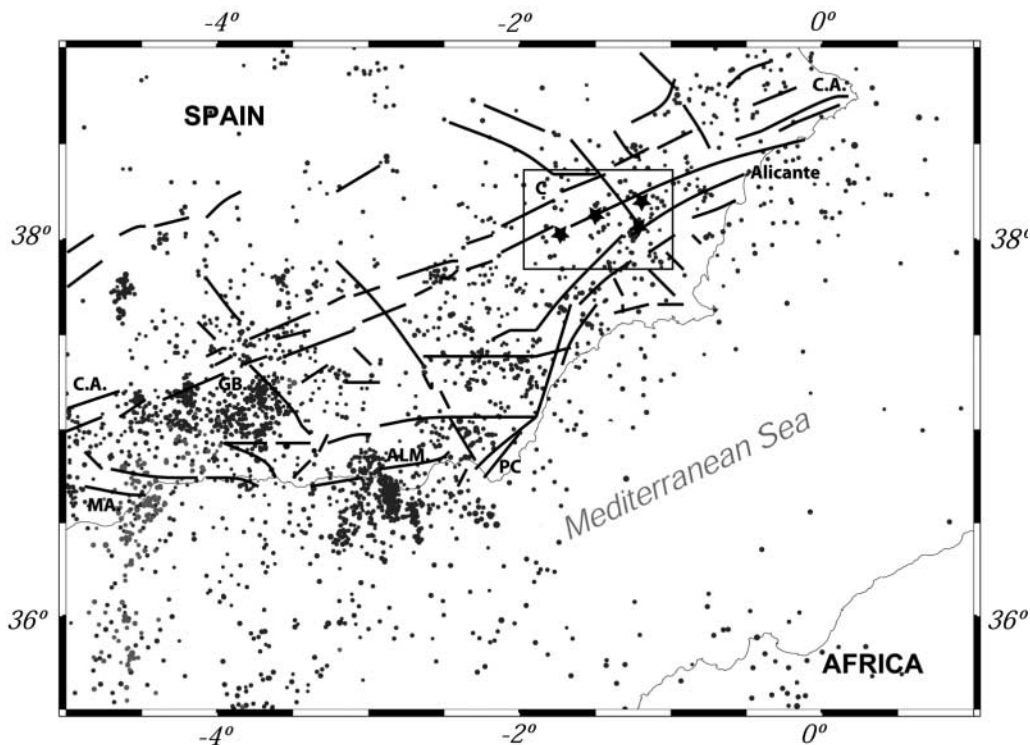 -4º -2º 0º
SPAIN
C.A.
C
Alicante
38º 38º
C.A.
GB.
ALM.
PC
MA.
Mediterranean Sea
36º 36º
AFRICA
-4º -2º 0º